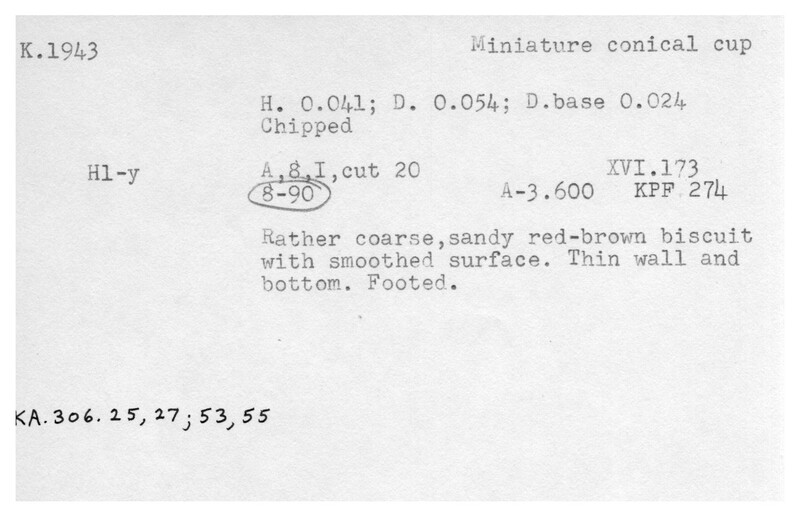 K.1943 Miniature conical cup
H. 0.041; D. 0.054; D.base 0.024
Chipped
H1-y A,8,I,cut 20 XVI.173
8-90 A-3.600 KPF 274
Rather coarse,sandy red-brown biscuit
with smoothed surface. Thin wall and
bottom. Footed.
KA.306.25,27;53,55